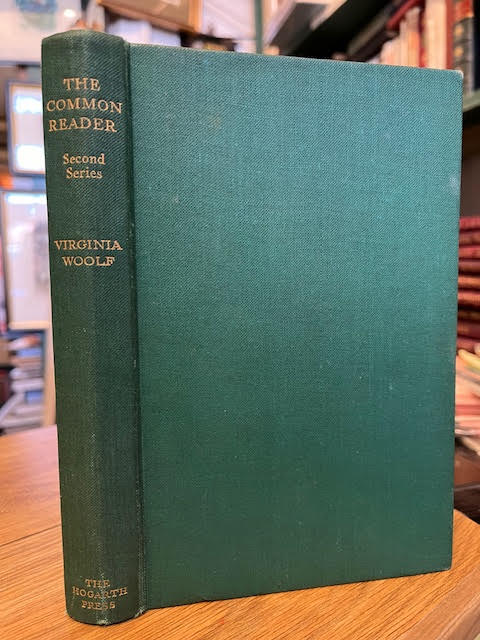 THE
COMMON
READER
Second
Series
VIRGINIA
WOOLF
THE
HOGARTH
PRESS